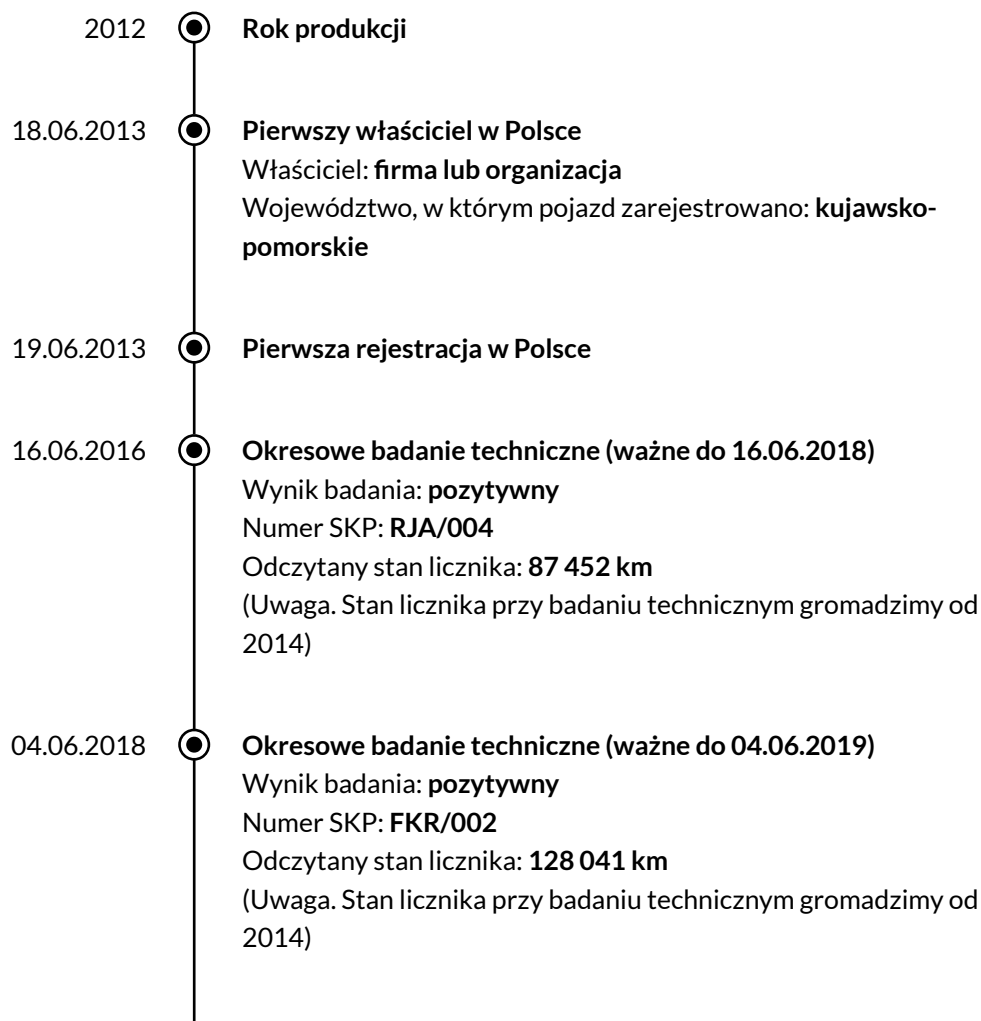 2012 Rok produkcji
18.06.2013 Pierwszy właściciel w Polsce
Właściciel: firma lub organizacja
Województwo, w którym pojazd zarejestrowano: kujawsko-
pomorskie
19.06.2013 Pierwsza rejestracja w Polsce
16.06.2016 Okresowe badanie techniczne (ważne do 16.06.2018)
Wynik badania: pozytywny
Numer SKP: RJA/004
Odczytany stan licznika: 87 452 km
(Uwaga. Stan licznika przy badaniu technicznym gromadzimy od
2014)
04.06.2018 Okresowe badanie techniczne (ważne do 04.06.2019)
Wynik badania: pozytywny
Numer SKP: FKR/002
Odczytany stan licznika: 128 041 km
(Uwaga. Stan licznika przy badaniu technicznym gromadzimy od
2014)